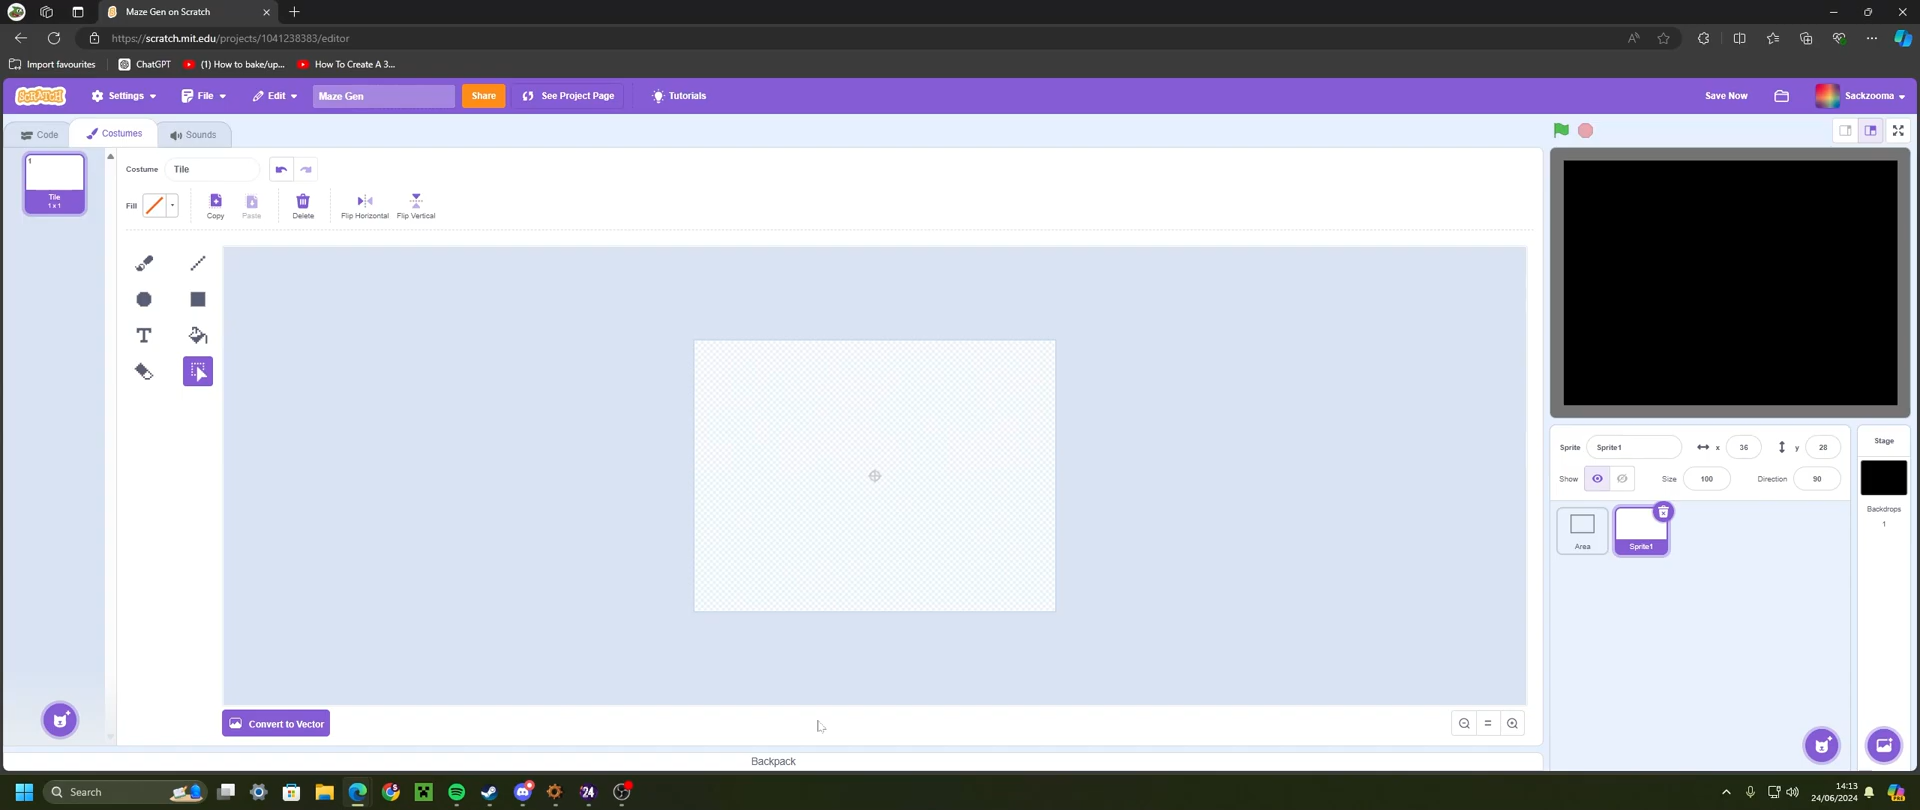 Maze Gen on Scratch
https://scratch.mit.edu/projects/1041238383/editor
Import favourites
ChatGPT
(1) How to bake/up...
How To Create A 3...
SCRATCH
Settings
File
Edit
Maze Gen
Share
See Project Page
Tutorials
Save Now
Sackzooma
Code
Costumes
Sounds
1
Tile
1 x 1
Costume
Tile
Fill
Copy
Paste
Delete
Flip Horizontal
Flip Vertical
T
Convert to Vector
Backpack
Sprite
Sprite1
x
36
y
28
Show
Size
100
Direction
90
Area
Sprite1
Stage
Backdrops
1
Search
24
14:13
24/06/2024
PRE